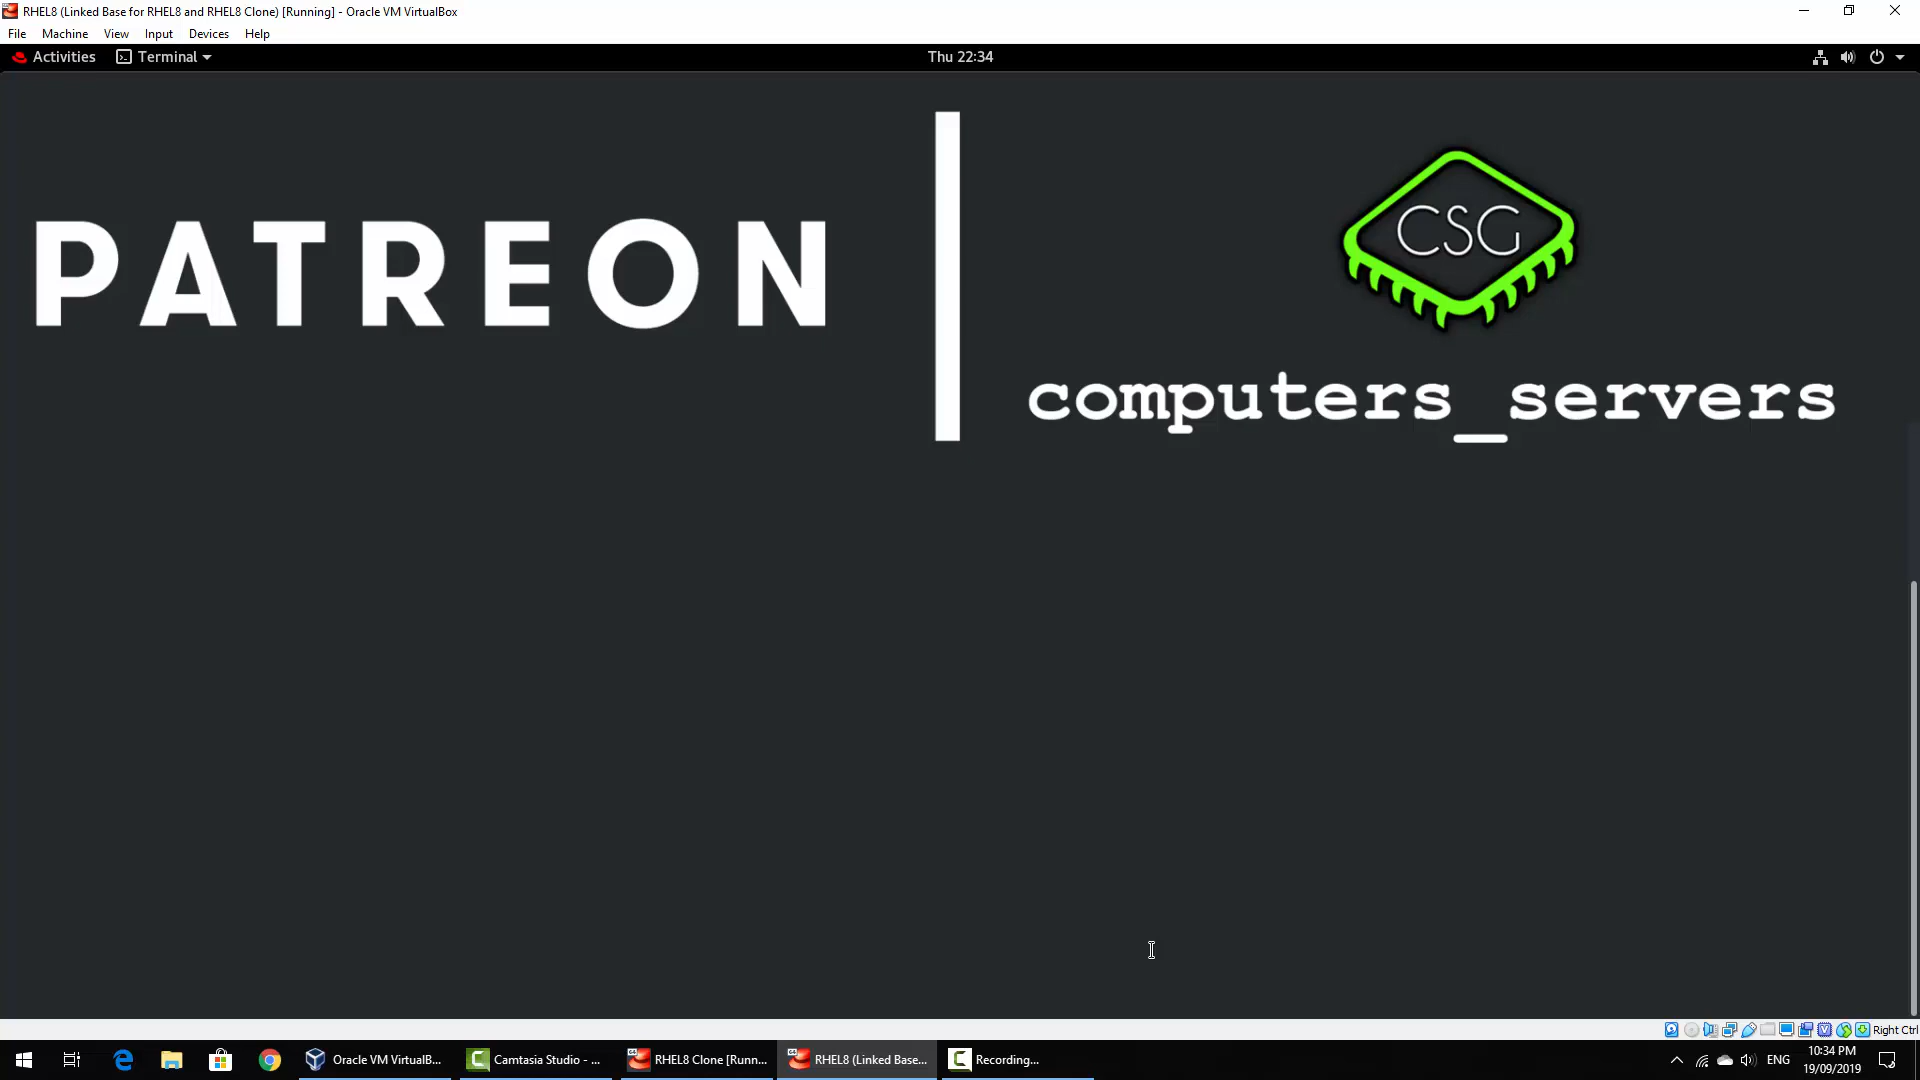 RHEL8 (Linked Base for RHEL8 and RHEL8 Clone) [Running] - Oracle VM VirtualBox
File Machine View Input Devices Help
Activities Terminal Thu 22:34
CSG
PATREON
computers_servers
Right Ctrl
Oracle VM VirtualB... Camtasia Studio - ... RHEL8 Clone [Runn... RHEL8 (Linked Base... Recording... ENG 10:34 PM
19/09/2019